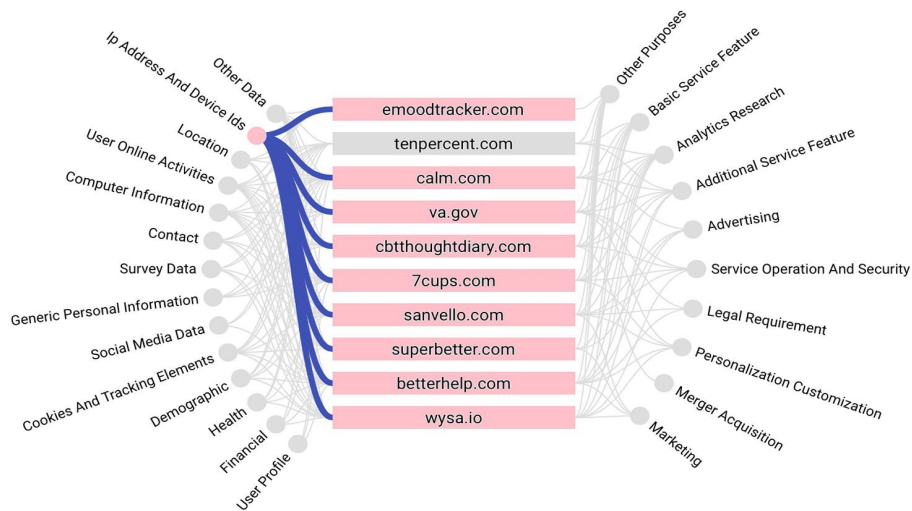 Other Data
Ip Address And Device Ids
Location
User Online Activities
Computer Information
Contact
Survey Data
Generic Personal Information
Social Media Data
Cookies And Tracking Elements
Demographic
Health
Financial
User Profile
emoodtracker.com
tenpercent.com
calm.com
va.gov
cbtthoughtdiary.com
7cups.com
sanvello.com
superbetter.com
betterhelp.com
wysa.io
Other Purposes
Basic Service Feature
Analytics Research
Additional Service Feature
Advertising
Service Operation And Security
Legal Requirement
Personalization Customization
Merger Acquisition
Marketing